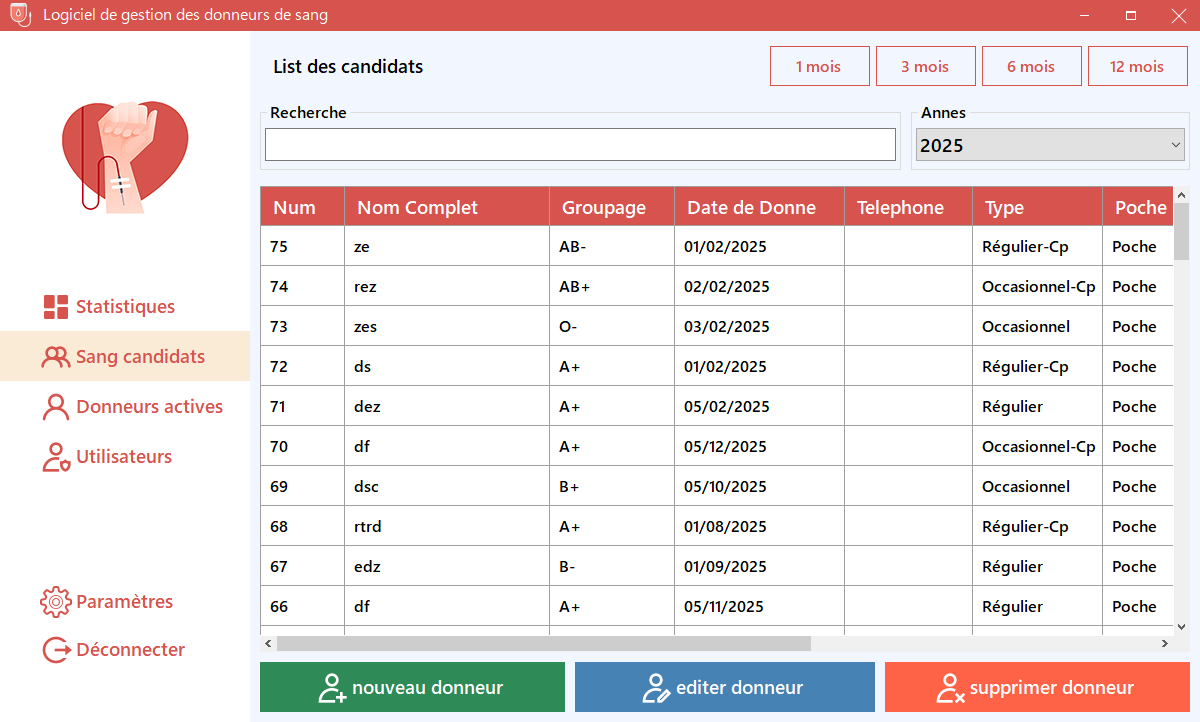 Logiciel de gestion des donneurs de sang
List des candidats
1 mois
3 mois
6 mois
12 mois
Recherche
Annes
2025
Statistiques
Sang candidats
Donneurs actives
Utilisateurs
Paramètres
Déconnecter
Num Nom Complet Groupage Date de Donne Telephone Type Poche
75 ze AB- 01/02/2025 Régulier-Cp Poche
74 rez AB+ 02/02/2025 Occasionnel-Cp Poche
73 zes O- 03/02/2025 Occasionnel Poche
72 ds A+ 01/02/2025 Régulier-Cp Poche
71 dez A+ 05/02/2025 Régulier Poche
70 df A+ 05/12/2025 Occasionnel-Cp Poche
69 dsc B+ 05/10/2025 Occasionnel Poche
68 rtrd A+ 01/08/2025 Régulier-Cp Poche
67 edz B- 01/09/2025 Régulier Poche
66 df A+ 05/11/2025 Régulier Poche
nouveau donneur
editer donneur
supprimer donneur